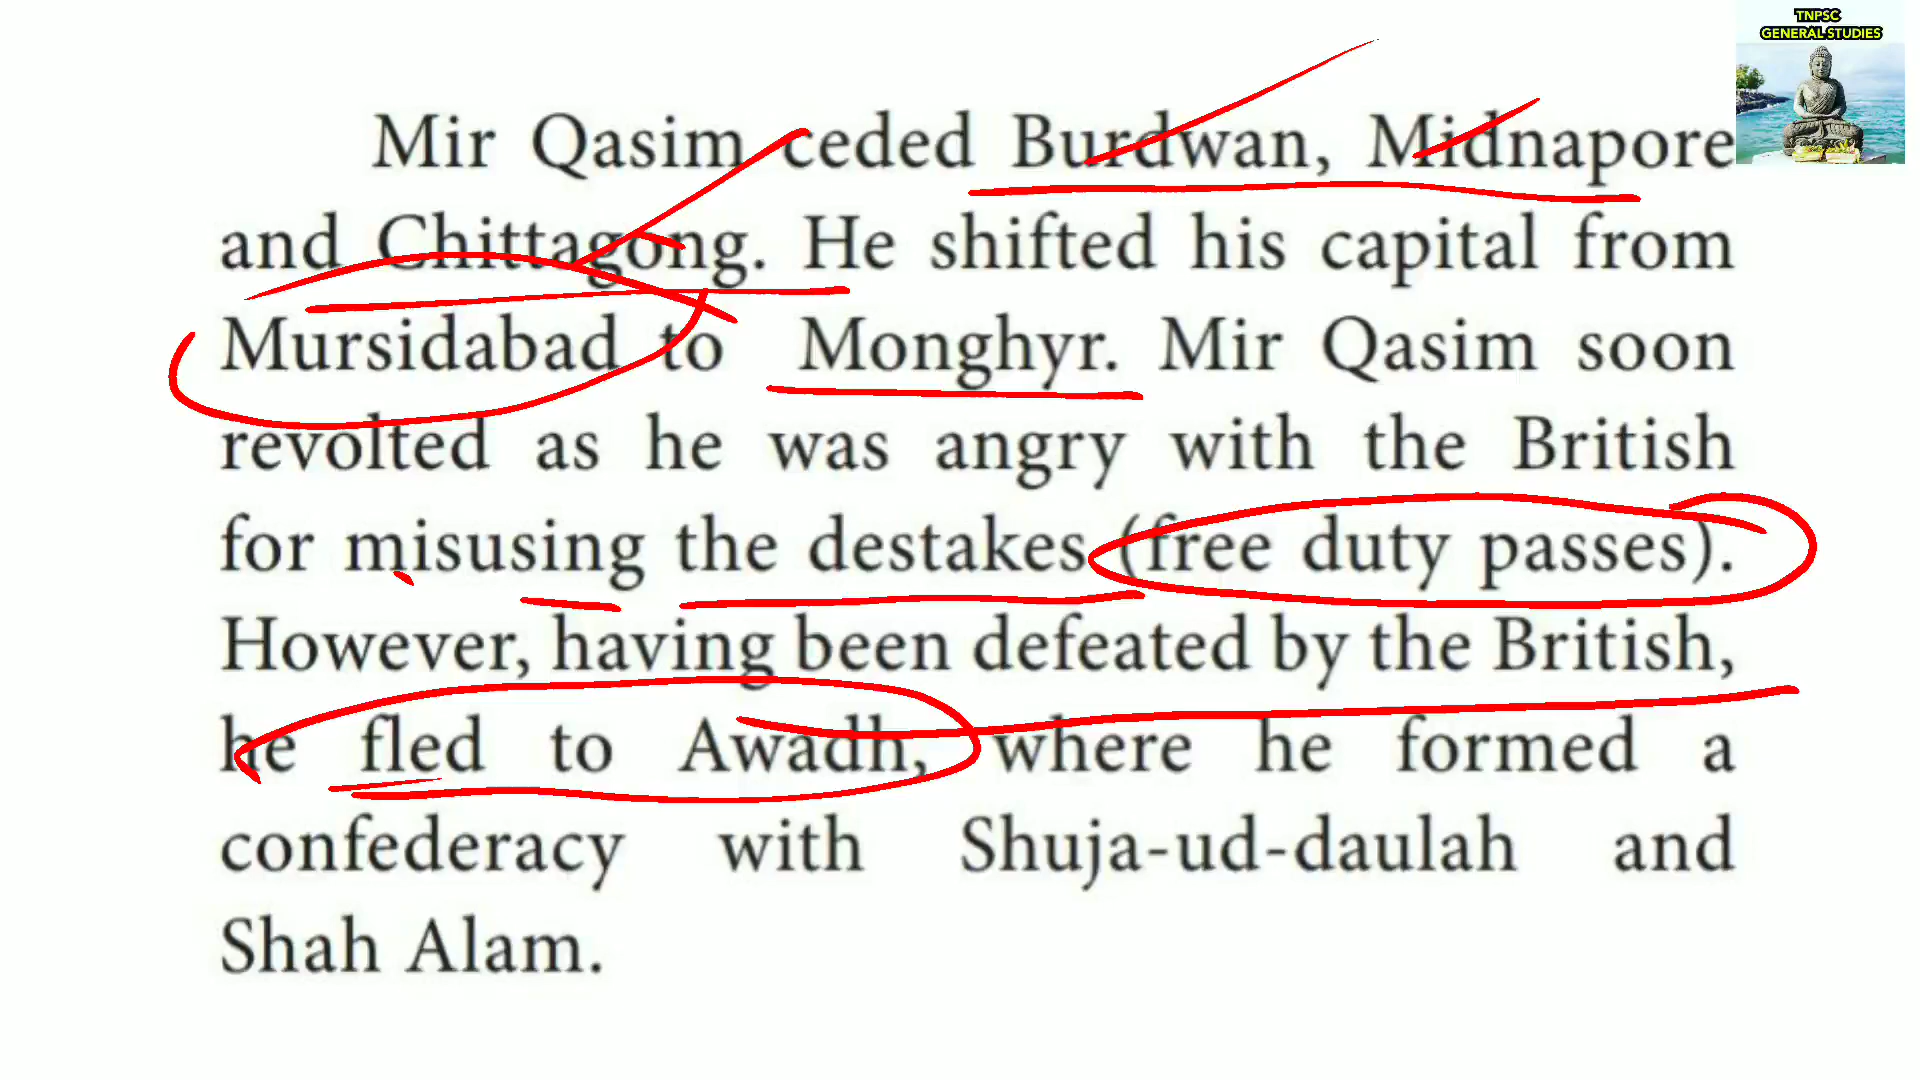 TNPSC
GENERAL STUDIES
Mir Qasim ceded Burdwan, Midnapore
and Chittagong. He shifted his capital from
Mursidabad to Monghyr. Mir Qasim soon
revolted as he was angry with the British
for misusing the destakes (free duty passes).
However, having been defeated by the British,
he fled to Awadh, where he formed a
confederacy with Shuja-ud-daulah and
Shah Alam.